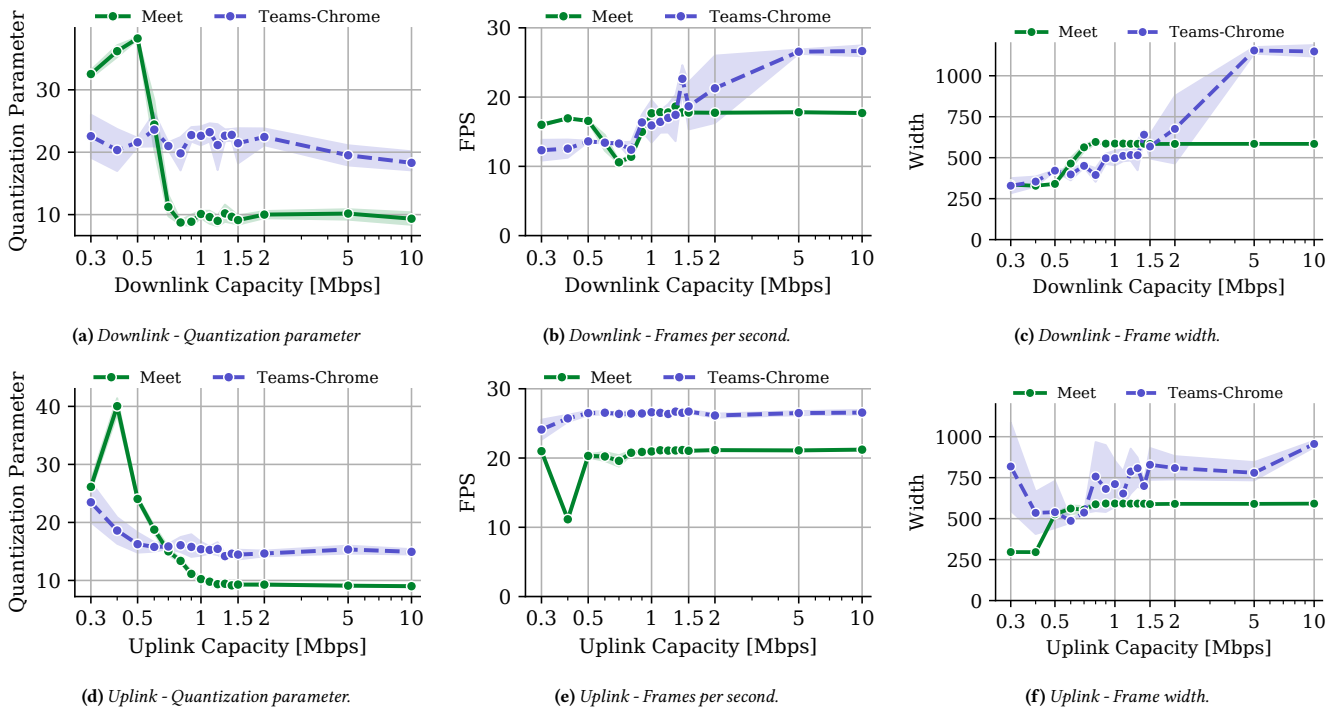 Meet Teams-Chrome
Quantization Parameter
30
20
10
0.3 0.5 1 1.5 2 5 10
Downlink Capacity [Mbps]
(a) Downlink - Quantization parameter
Meet Teams-Chrome
FPS
30
20
10
0
0.3 0.5 1 1.5 2 5 10
Downlink Capacity [Mbps]
(b) Downlink - Frames per second.
Meet Teams-Chrome
Width
1000
750
500
250
0
0.3 0.5 1 1.5 2 5 10
Downlink Capacity [Mbps]
(c) Downlink - Frame width.
Meet Teams-Chrome
Quantization Parameter
40
30
20
10
0.3 0.5 1 1.5 2 5 10
Uplink Capacity [Mbps]
(d) Uplink - Quantization parameter.
Meet Teams-Chrome
FPS
30
20
10
0
0.3 0.5 1 1.5 2 5 10
Uplink Capacity [Mbps]
(e) Uplink - Frames per second.
Meet Teams-Chrome
Width
1000
750
500
250
0
0.3 0.5 1 1.5 2 5 10
Uplink Capacity [Mbps]
(f) Uplink - Frame width.